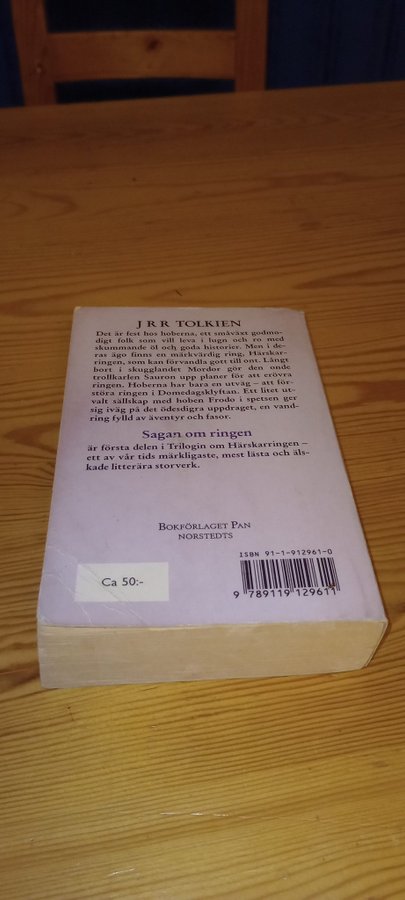 J R R TOLKIEN
Det är fest hos hoberna, ett småväxt godmo-
digt folk som vill leva i lugn och ro med
skummande öl och goda historier. Men i de-
ras ägo finns en märkvärdig ring, Härskar-
ringen, som kan förvandla gott till ont. Långt
bort i skugglandet Mordor gör den onde
trollkarlen Sauron upp planer för att erövra
ringen. Hoberna har bara en utväg – att för-
störa ringen i Domedagsklyftan. Ett litet ut-
valt sällskap med hoben Frodo i spetsen ger
sig iväg på det ödesdigra uppdraget, en vand-
ring fylld av äventyr och fasor.
Sagan om ringen
är första delen i Trilogin om Härskarringen –
ett av vår tids märkligaste, mest lästa och äls-
kade litterära storverk.
BOKFÖRLAGET PAN
NORSTEDTS
ISBN 91-1-912961-0
Ca 50:-
9 789119 129611